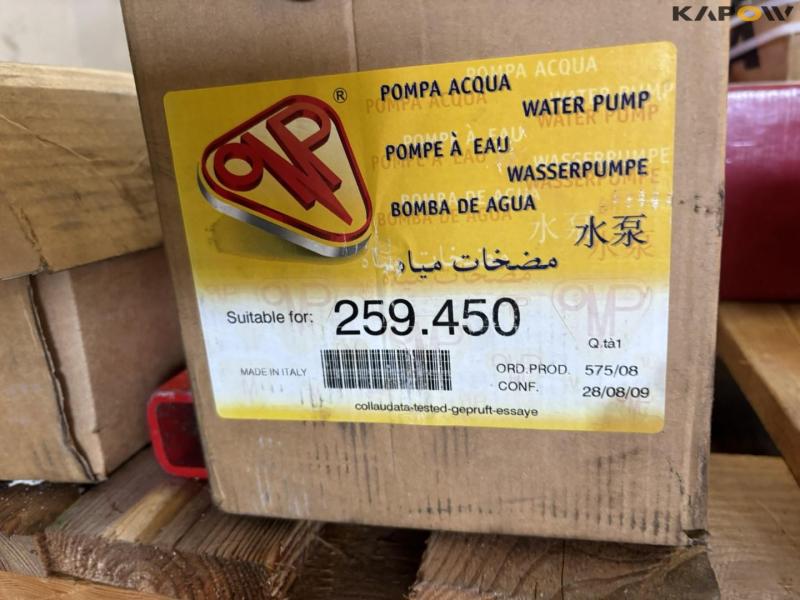 KAPOW
OMP ®
POMPA ACQUA
WATER PUMP
POMPE À EAU
WASSERPUMPE
BOMBA DE AGUA
水泵
مضخات مياه
Suitable for: 259.450
Q.tà1
MADE IN ITALY
ORD.PROD. 575/08
CONF. 28/08/09
collaudata-tested-gepruft-essaye